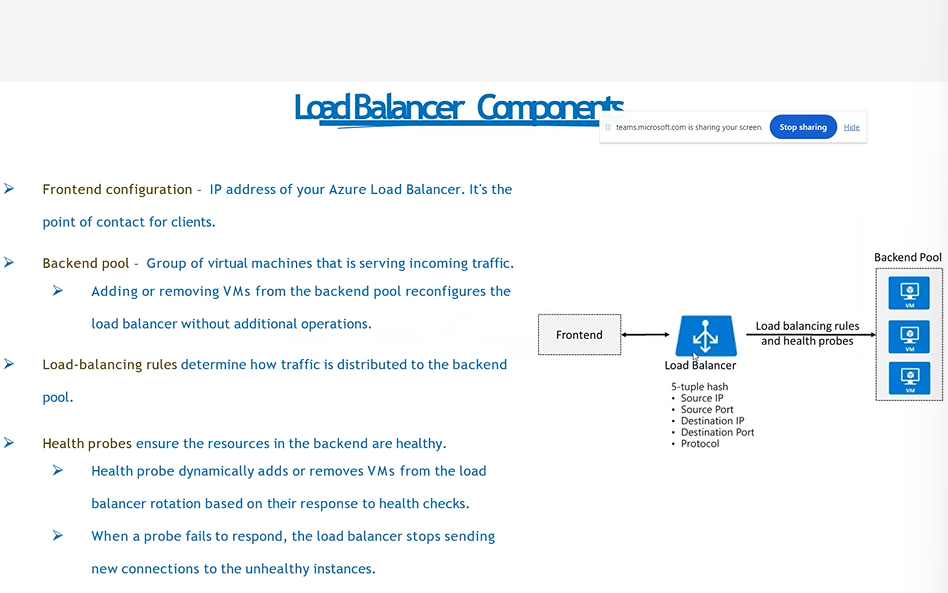 Load Balancer Components
teams.microsoft.com is sharing your screen. Stop sharing Hide
➢ Frontend configuration - IP address of your Azure Load Balancer. It's the
point of contact for clients.
➢ Backend pool - Group of virtual machines that is serving incoming traffic.
➢ Adding or removing VMs from the backend pool reconfigures the
load balancer without additional operations.
➢ Load-balancing rules determine how traffic is distributed to the backend
pool.
➢ Health probes ensure the resources in the backend are healthy.
➢ Health probe dynamically adds or removes VMs from the load
balancer rotation based on their response to health checks.
➢ When a probe fails to respond, the load balancer stops sending
new connections to the unhealthy instances.
Frontend
Load Balancer
5-tuple hash
• Source IP
• Source Port
• Destination IP
• Destination Port
• Protocol
Load balancing rules
and health probes
Backend Pool
VM
VM
VM